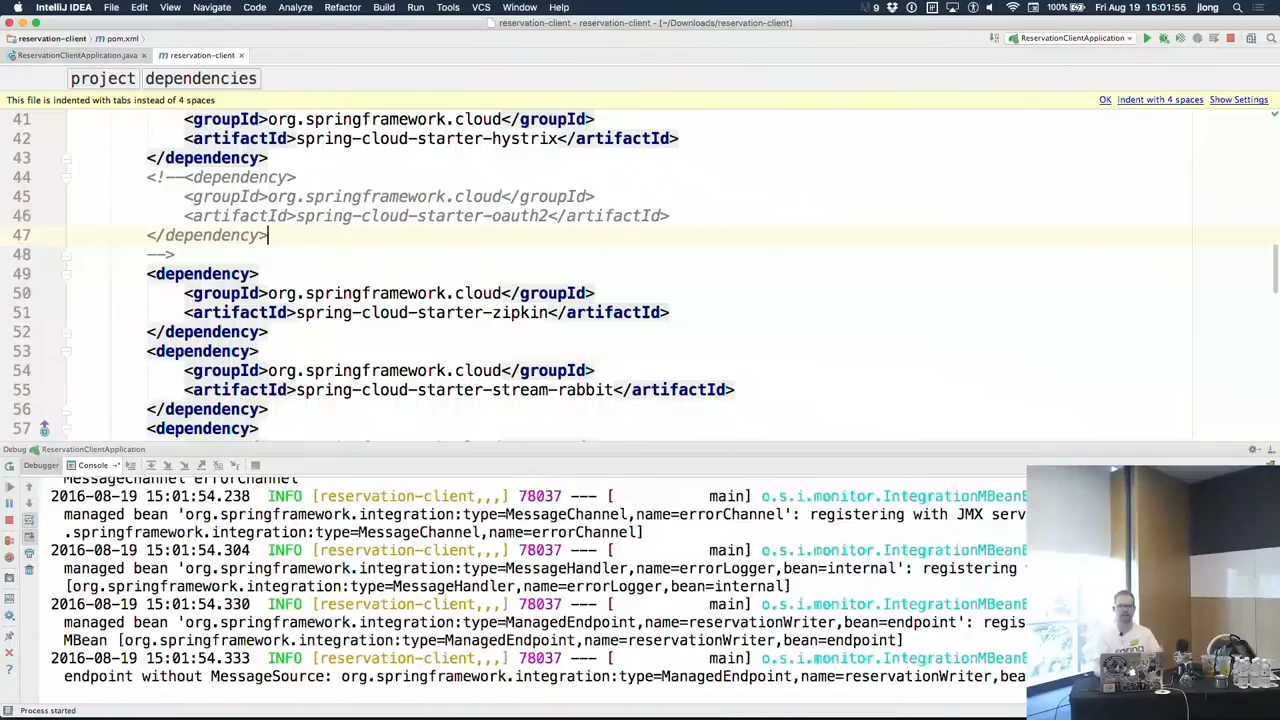 IntelliJ IDEA File Edit View Navigate Code Analyze Refactor Build Run Tools VCS Window Help 9 100% Fri Aug 19 15:01:55 jlong
reservation-client - reservation-client - [~/Downloads/reservation-client]
reservation-client pom.xml ReservationClientApplication
ReservationClientApplication.java reservation-client
project dependencies
This file is indented with tabs instead of 4 spaces OK Indent with 4 spaces Show Settings
41 <groupId>org.springframework.cloud</groupId>
42 <artifactId>spring-cloud-starter-hystrix</artifactId>
43 </dependency>
44 <!--<dependency>
45 <groupId>org.springframework.cloud</groupId>
46 <artifactId>spring-cloud-starter-oauth2</artifactId>
47 </dependency>
48 -->
49 <dependency>
50 <groupId>org.springframework.cloud</groupId>
51 <artifactId>spring-cloud-starter-zipkin</artifactId>
52 </dependency>
53 <dependency>
54 <groupId>org.springframework.cloud</groupId>
55 <artifactId>spring-cloud-starter-stream-rabbit</artifactId>
56 </dependency>
57 <dependency>
Debug ReservationClientApplication
Debugger Console
MessageChannel errorChannel
2016-08-19 15:01:54.238 INFO [reservation-client,,,] 78037 --- [ main] o.s.i.monitor.IntegrationMBeanE
managed bean 'org.springframework.integration:type=MessageChannel,name=errorChannel': registering with JMX serv
.springframework.integration:type=MessageChannel,name=errorChannel]
2016-08-19 15:01:54.304 INFO [reservation-client,,,] 78037 --- [ main] o.s.i.monitor.IntegrationMBeanE
managed bean 'org.springframework.integration:type=MessageHandler,name=errorLogger,bean=internal': registering
[org.springframework.integration:type=MessageHandler,name=errorLogger,bean=internal]
2016-08-19 15:01:54.330 INFO [reservation-client,,,] 78037 --- [ main] o.s.i.monitor.IntegrationMBeanE
managed bean 'org.springframework.integration:type=ManagedEndpoint,name=reservationWriter,bean=endpoint': regis
MBean [org.springframework.integration:type=ManagedEndpoint,name=reservationWriter,bean=endpoint]
2016-08-19 15:01:54.333 INFO [reservation-client,,,] 78037 --- [ main] o.s.i.monitor.IntegrationMBeanE
endpoint without MessageSource: org.springframework.integration:type=ManagedEndpoint,name=reservationWriter,bea
spring
Process started